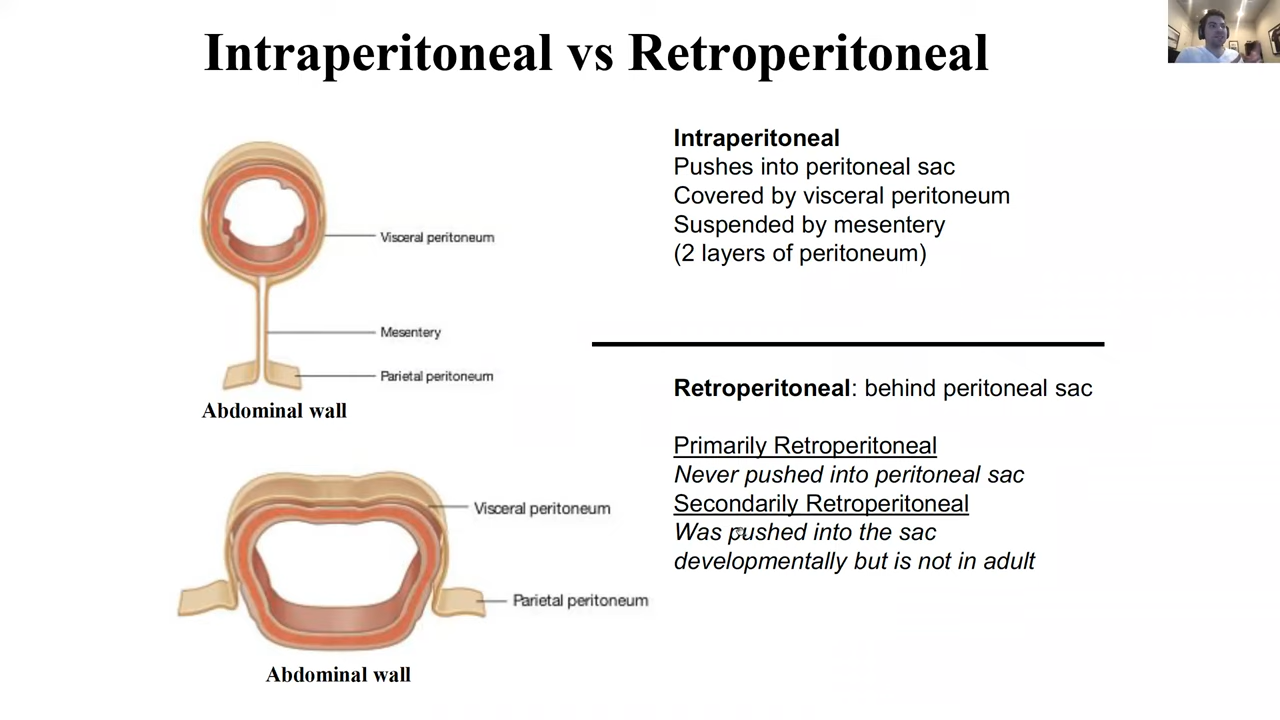 Intraperitoneal vs Retroperitoneal
Visceral peritoneum
Mesentery
Parietal peritoneum
Abdominal wall
Intraperitoneal
Pushes into peritoneal sac
Covered by visceral peritoneum
Suspended by mesentery
(2 layers of peritoneum)
Retroperitoneal: behind peritoneal sac
Primarily Retroperitoneal
Never pushed into peritoneal sac
Secondarily Retroperitoneal
Was pushed into the sac
developmentally but is not in adult
Visceral peritoneum
Parietal peritoneum
Abdominal wall